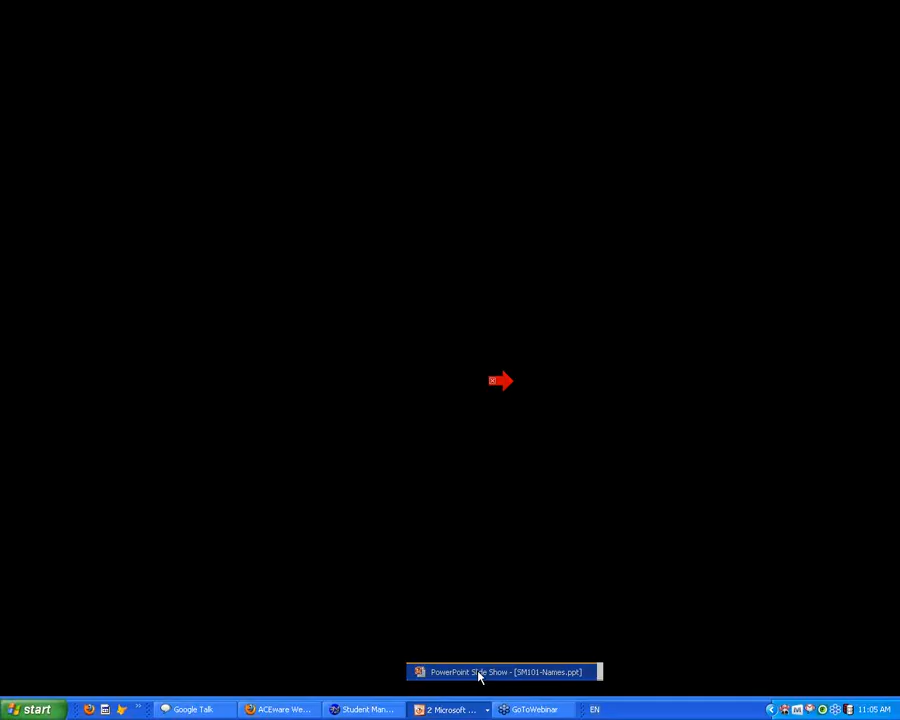 PowerPoint Slide Show - [SM101-Names.ppt]
start
Google Talk
ACEware We...
Student Man...
2 Microsoft ...
GoToWebinar
EN
11:05 AM